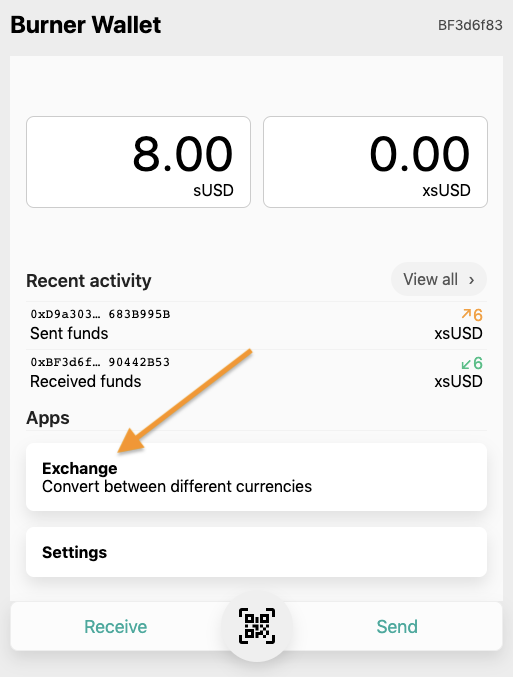 Burner Wallet
BF3d6f83
8.00
sUSD
0.00
xsUSD
Recent activity
View all ›
0xD9a303… 683B995B
↗6
Sent funds
xsUSD
0xBF3d6f… 90442B53
↙6
Received funds
xsUSD
Apps
Exchange
Convert between different currencies
Settings
Receive
Send